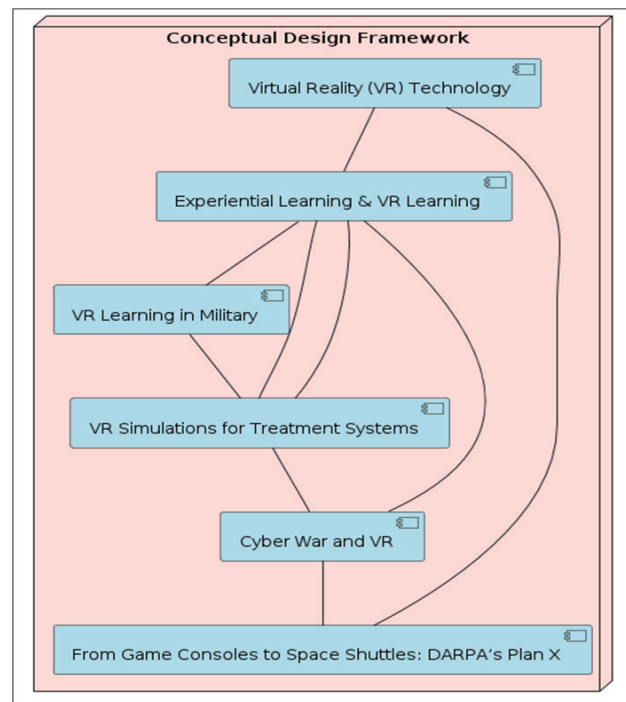 Conceptual Design Framework
Virtual Reality (VR) Technology
Experiential Learning & VR Learning
VR Learning in Military
VR Simulations for Treatment Systems
Cyber War and VR
From Game Consoles to Space Shuttles: DARPA’s Plan X